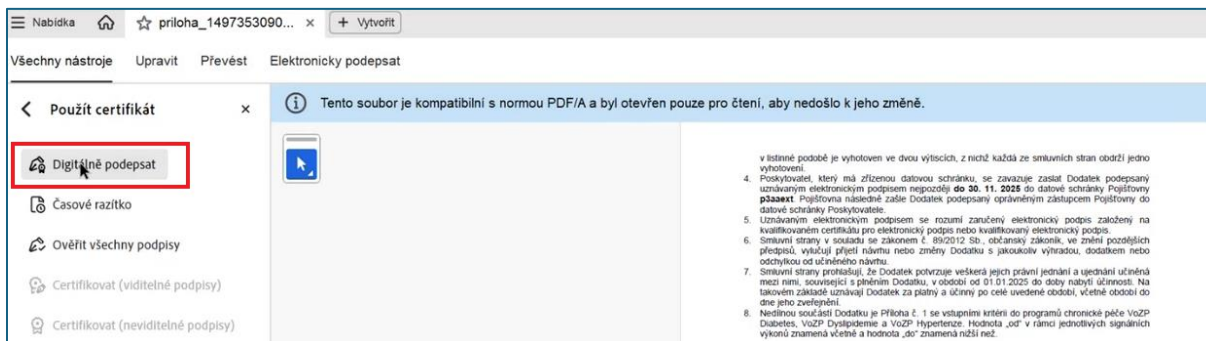 Nabídka priloha_1497353090... × + Vytvořit
Všechny nástroje Upravit Převést Elektronicky podepsat
Použít certifikát ×
Tento soubor je kompatibilní s normou PDF/A a byl otevřen pouze pro čtení, aby nedošlo k jeho změně.
Digitálně podepsat
Časové razítko
Ověřit všechny podpisy
Certifikovat (viditelné podpisy)
Certifikovat (neviditelné podpisy)
v listinné podobě je vyhotoven ve dvou výtiscích, z nichž každá ze smluvních stran obdrží jedno
vyhotovení.
4. Poskytovatel, který má zřízenou datovou schránku, se zavazuje zaslat Dodatek podepsaný
uznávaným elektronickým podpisem nejpozději do 30. 11. 2025 do datové schránky Pojišťovny
p3aaext. Pojišťovna následně zašle Dodatek podepsaný oprávněným zástupcem Pojišťovny do
datové schránky Poskytovatele.
5. Uznávaným elektronickým podpisem se rozumí zaručený elektronický podpis založený na
kvalifikovaném certifikátu pro elektronický podpis nebo kvalifikovaný elektronický podpis.
6. Smluvní strany v souladu se zákonem č. 89/2012 Sb., občanský zákoník, ve znění pozdějších
předpisů, vylučují přijetí návrhu nebo změny Dodatku s jakoukoliv výhradou, dodatkem nebo
odchylkou od učiněného návrhu.
7. Smluvní strany prohlašují, že Dodatek potvrzuje veškerá jejich právní jednání a ujednání učiněná
mezi nimi, související s plněním Dodatku, v období od 01.01.2025 do doby nabytí účinnosti. Na
takovém základě uznávají Dodatek za platný a účinný po celé uvedené období, včetně období do
dne jeho zveřejnění.
8. Nedílnou součástí Dodatku je Příloha č. 1 se vstupními kritérii do programů chronické péče VoZP
Diabetes, VoZP Dyslipidemie a VoZP Hypertenze. Hodnota „od“ v rámci jednotlivých signálních
výkonů znamená včetně a hodnota „do“ znamená nižší než.